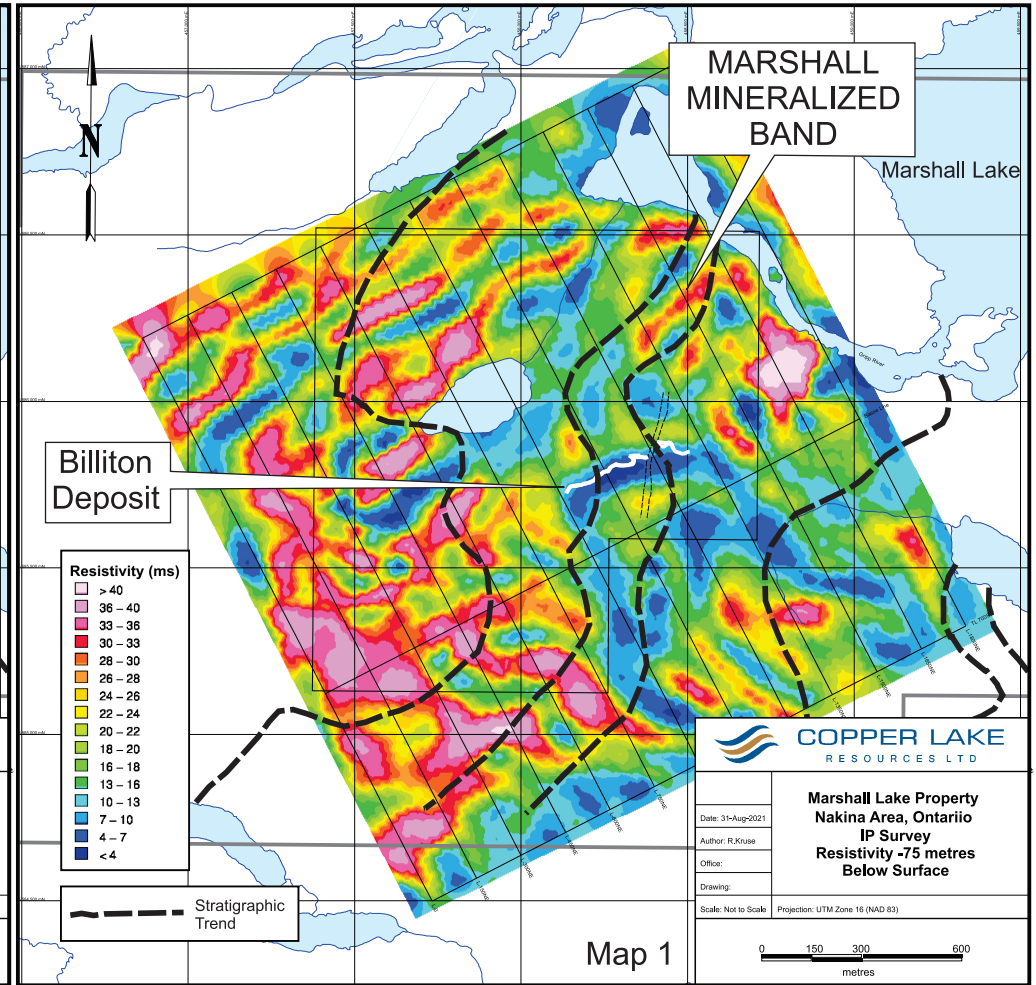 N
MARSHALL
MINERALIZED
BAND
Marshall Lake
Gripp River
Billiton
Deposit
Resistivity (ms)
> 40
36 – 40
33 – 36
30 – 33
28 – 30
26 – 28
24 – 26
22 – 24
20 – 22
18 – 20
16 – 18
13 – 16
10 – 13
7 – 10
4 – 7
< 4
Stratigraphic
Trend
Map 1
COPPER LAKE
RESOURCES LTD
Date: 31-Aug-2021
Author: R.Kruse
Office:
Drawing:
Scale: Not to Scale
Projection: UTM Zone 16 (NAD 83)
Marshall Lake Property
Nakina Area, Ontariio
IP Survey
Resistivity -75 metres
Below Surface
0 150 300 600
metres